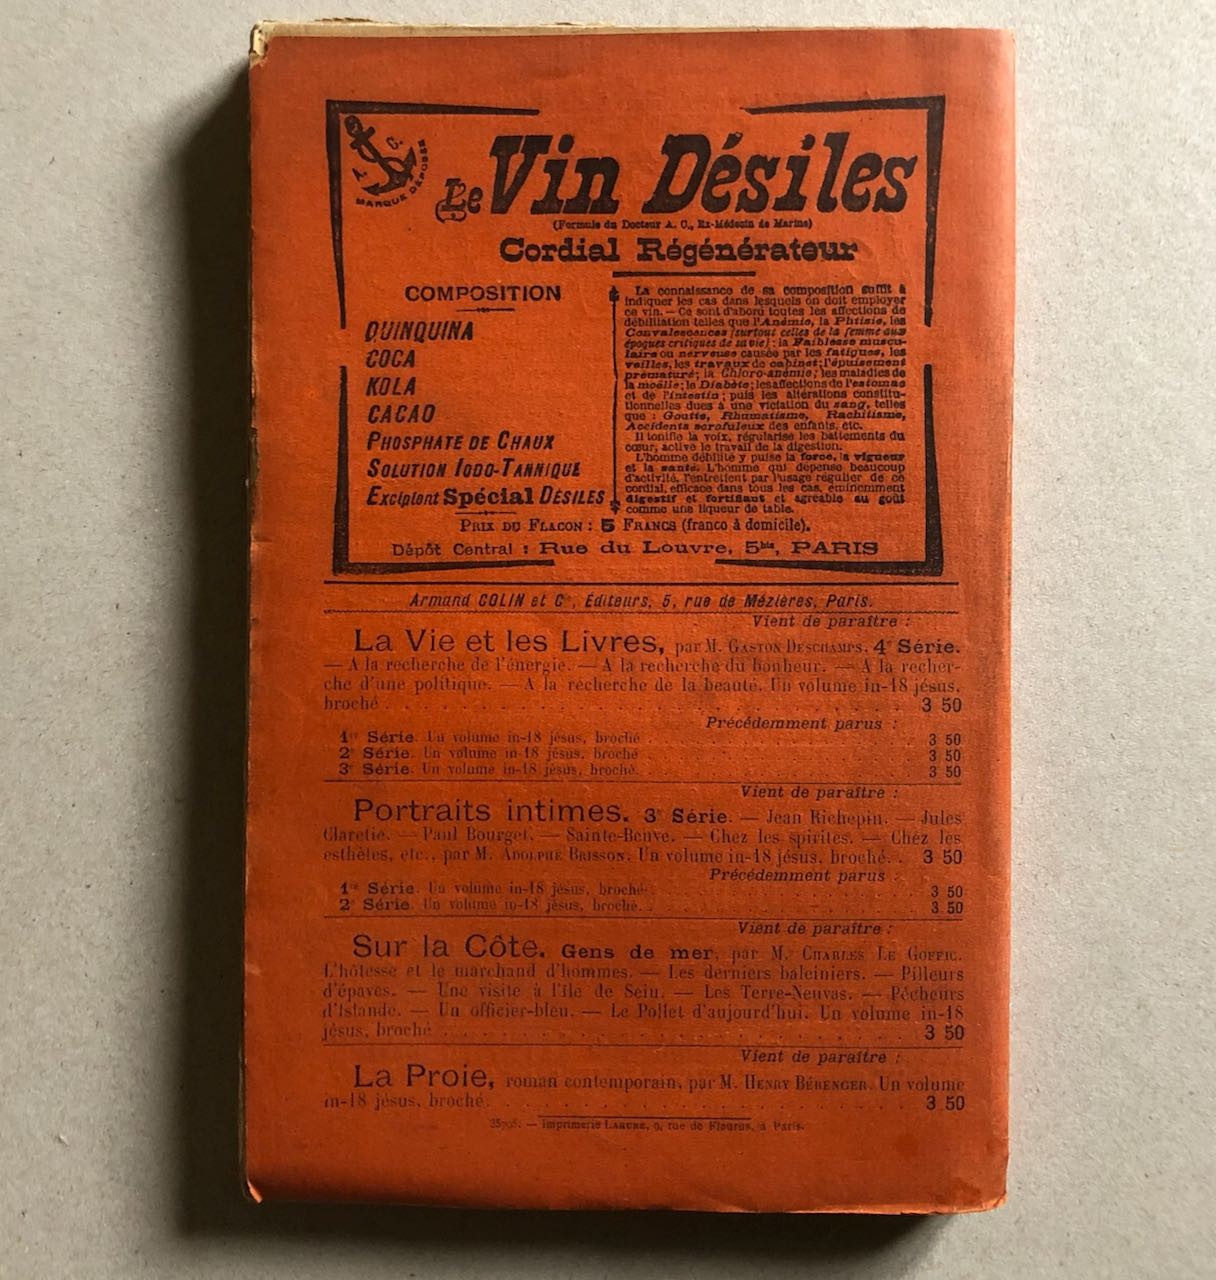 T. C.
MARQUE DÉPOSÉE
Le Vin Désiles
(Formule du Docteur A. C., Ex-Médecin de Marine)
Cordial Régénérateur
COMPOSITION
QUINQUINA
COCA
KOLA
CACAO
PHOSPHATE DE CHAUX
SOLUTION IODO-TANNIQUE
Excipient Spécial DÉSILES
La connaissance de sa composition suffit à
indiquer les cas dans lesquels on doit employer
ce vin. — Ce sont d'abord toutes les affections de
débilitation telles que l'Anémie, la Phtisie, les
Convalescences (surtout celles de la femme aux
époques critiques de sa vie) ; la Faiblesse muscu-
laire ou nerveuse causée par les fatigues, les
veilles, les travaux de cabinet ; l'épuisement
prématuré ; la Chloro-anémie ; les maladies de
la moëlle ; le Diabète ; les affections de l'estomac
et de l'intestin ; puis les altérations constitu-
tionnelles dues à une viciation du sang, telles
que : Goutte, Rhumatisme, Rachitisme,
Accidents scrofuleux des enfants, etc.
Il tonifie la voix, régularise les battements du
cœur, active le travail de la digestion.
L'homme débilité y puise la force, la vigueur
et la santé. L'homme qui dépense beaucoup
d'activité, l'entretient par l'usage régulier de ce
cordial, efficace dans tous les cas, éminemment
digestif et fortifiant et agréable au goût
comme une liqueur de table.
PRIX DU FLACON : 5 FRANCS (franco à domicile).
Dépôt Central : Rue du Louvre, 5bis, PARIS
Armand COLIN et Cie, Éditeurs, 5, rue de Mézières, Paris.
Vient de paraître :
La Vie et les Livres, par M. GASTON DESCHAMPS. 4e Série.
— A la recherche de l'énergie. — A la recherche du bonheur. — A la recher-
che d'une politique. — A la recherche de la beauté. Un volume in-18 jésus,
broché . . . . . 3 50
Précédemment parus :
1re Série. Un volume in-18 jésus, broché . . . . . 3 50
2e Série. Un volume in-18 jésus, broché . . . . . 3 50
3e Série. Un volume in-18 jésus, broché. . . . . 3 50
Vient de paraître :
Portraits intimes. 3e Série. — Jean Richepin. — Jules
Claretie. — Paul Bourget. — Sainte-Beuve. — Chez les spirites. — Chez les
esthètes, etc., par M. ADOLPHE BRISSON. Un volume in-18 jésus, broché. . 3 50
Précédemment parus :
1re Série. Un volume in-18 jésus, broché . . . . . 3 50
2e Série. Un volume in-18 jésus, broché. . . . . 3 50
Vient de paraître :
Sur la Côte. Gens de mer, par M. CHARLES LE GOFFIC.
L'hôtesse et le marchand d'hommes. — Les derniers baleiniers. — Pilleurs
d'épaves. — Une visite à l'île de Sein. — Les Terre-Neuvas. — Pêcheurs
d'Islande. — Un officier-bleu. — Le Pollet d'aujourd'hui. Un volume in-18
jésus, broché . . . . . 3 50
Vient de paraître :
La Proie, roman contemporain, par M. HENRY BÉRENGER. Un volume
in-18 jésus, broché. . . . . 3 50
— Imprimerie LAHURE, 9, rue de Fleurus, à Paris.